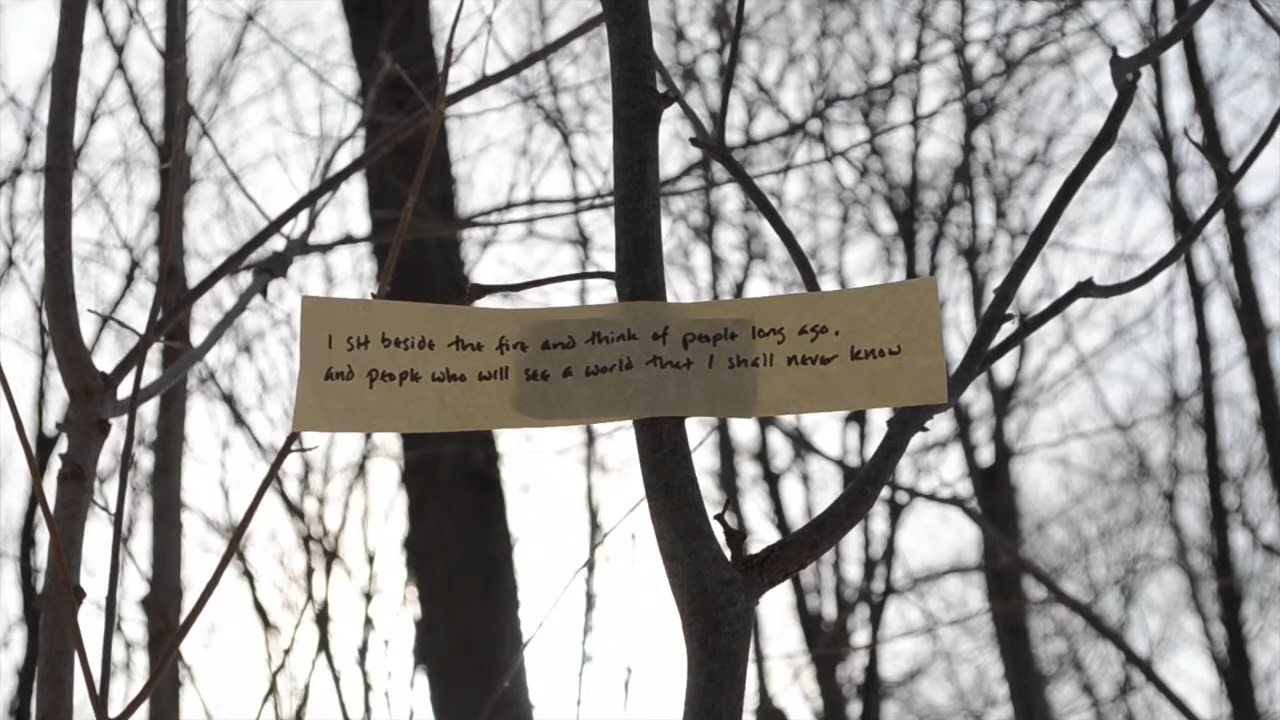 I sit beside the fire and think of people long ago,
and people who will see a world that I shall never know